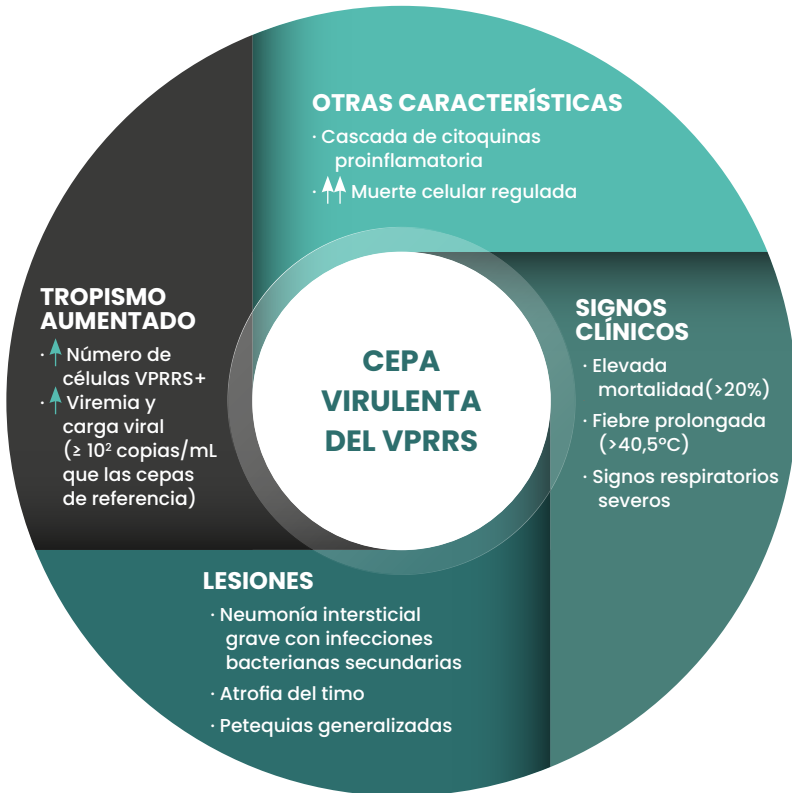 OTRAS CARACTERÍSTICAS
· Cascada de citoquinas
proinflamatoria
· Muerte celular regulada
TROPISMO
AUMENTADO
· Número de
células VPRRS+
· Viremia y
carga viral
(≥ 10² copias/mL
que las cepas
de referencia)
CEPA
VIRULENTA
DEL VPRRS
SIGNOS
CLÍNICOS
· Elevada
mortalidad(>20%)
· Fiebre prolongada
(>40,5ºC)
· Signos respiratorios
severos
LESIONES
· Neumonía intersticial
grave con infecciones
bacterianas secundarias
· Atrofia del timo
· Petequias generalizadas